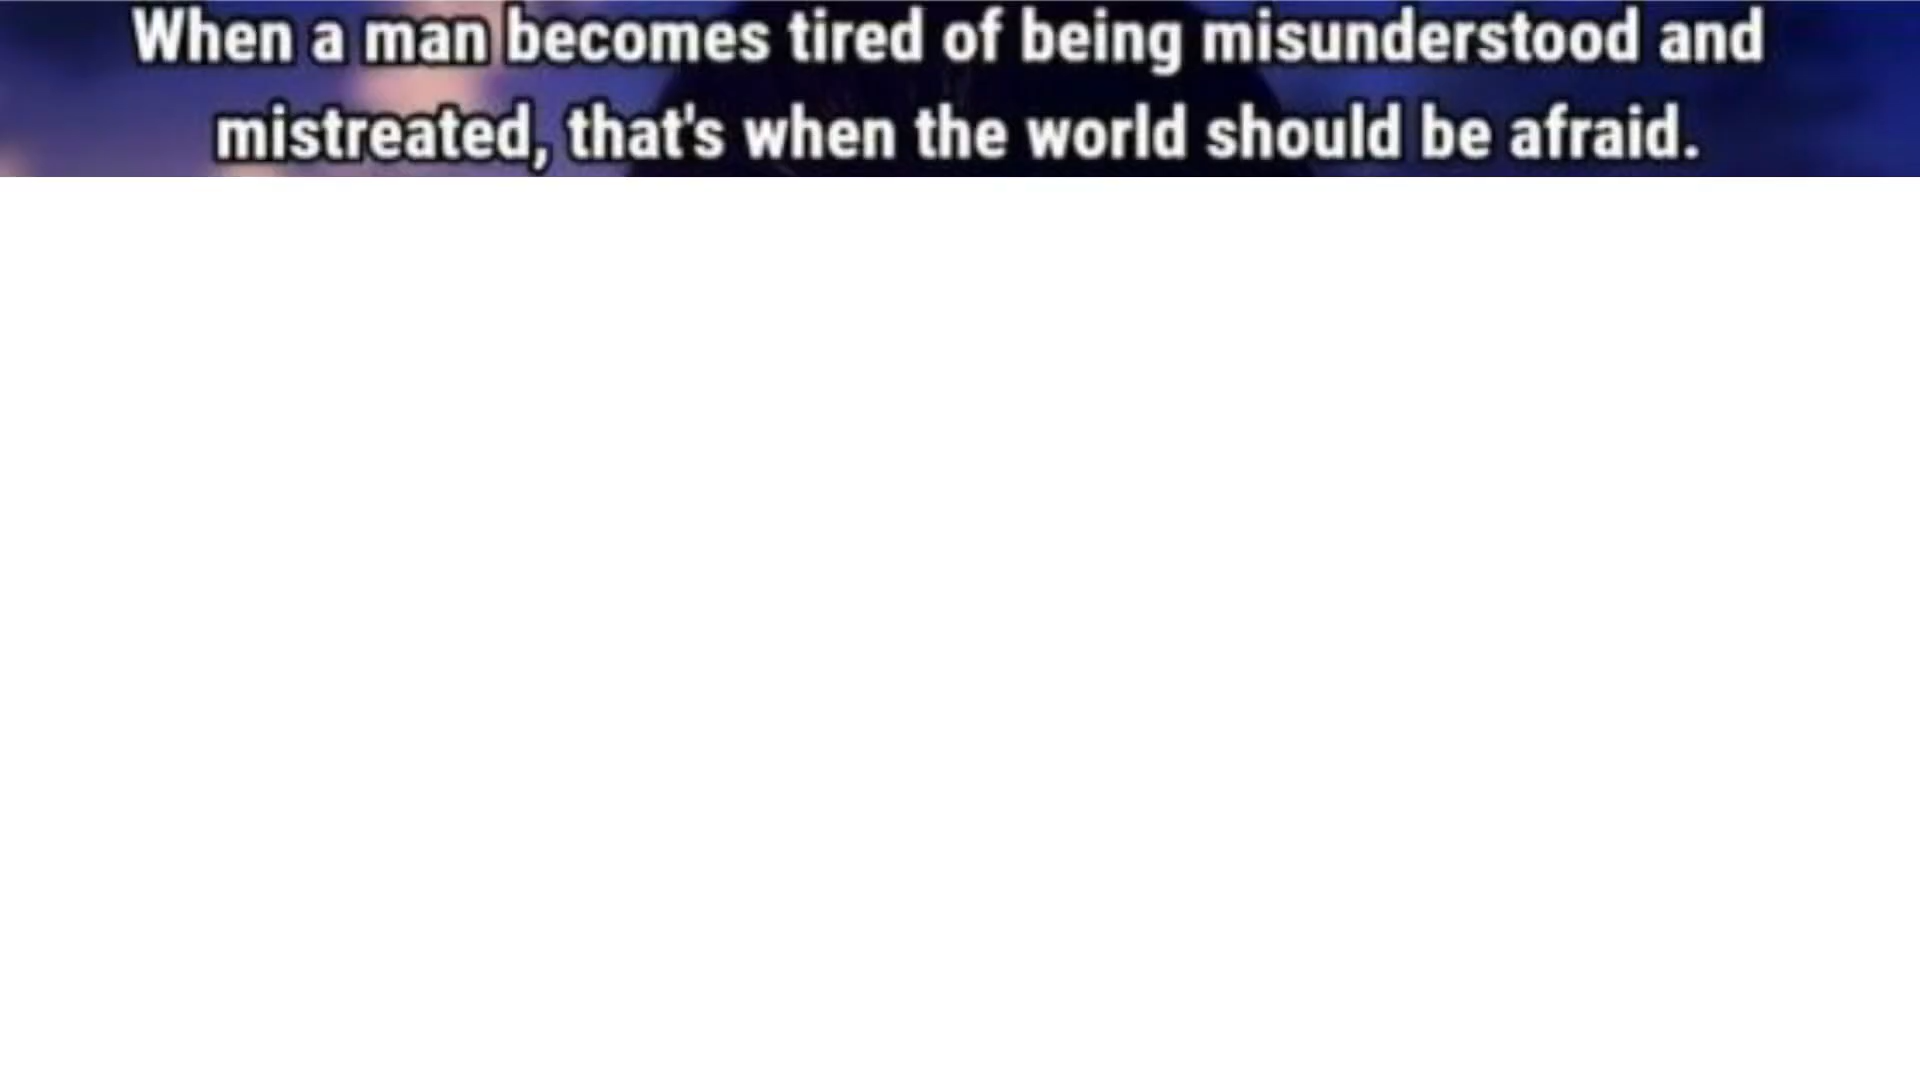 When a man becomes tired of being misunderstood and
mistreated, that's when the world should be afraid.